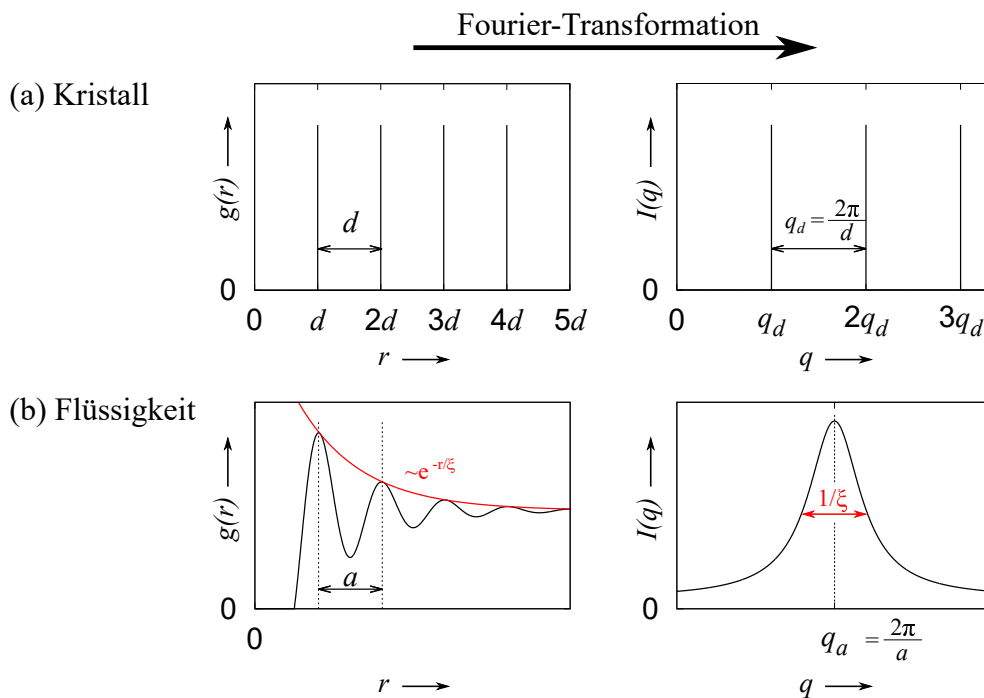 Fourier-Transformation
(a) Kristall
g(r)
d
0
0 d 2d 3d 4d 5d
r
I(q)
q_d = 2π/d
0
0 q_d 2q_d 3q_d
q
(b) Flüssigkeit
g(r)
~e^-r/ξ
a
0
0
r
I(q)
1/ξ
0
q_a = 2π/a
q